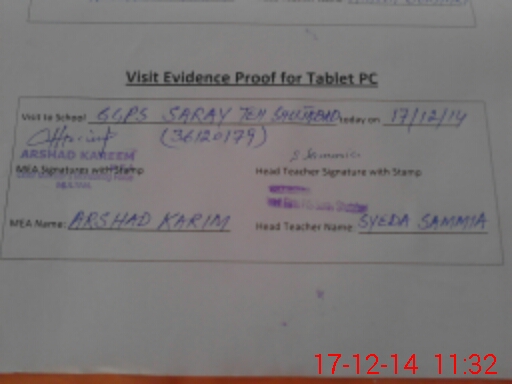 Visit Evidence Proof for Tablet PC
Visit to School GGPS SARAY TEH today on 17/12/14
(36120179)
ARSHAD KAREEM
MEA Signatures with Stamp
S Sammia
Head Teacher Signature with Stamp
MEA Name: ARSHAD KARIM
Head Teacher Name: SYEDA SAMMIA
17-12-14 11:32